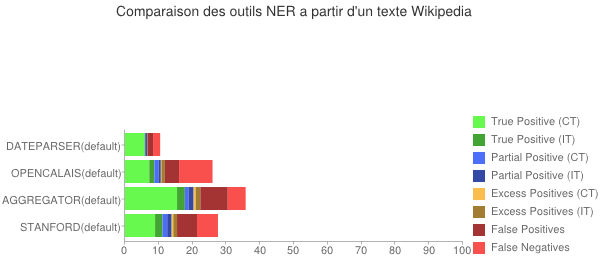 Comparaison des outils NER a partir d'un texte Wikipedia
DATEPARSER(default)
OPENCALAIS(default)
AGGREGATOR(default)
STANFORD(default)
0 10 20 30 40 50 60 70 80 90 100
True Positive (CT)
True Positive (IT)
Partial Positive (CT)
Partial Positive (IT)
Excess Positives (CT)
Excess Positives (IT)
False Positives
False Negatives